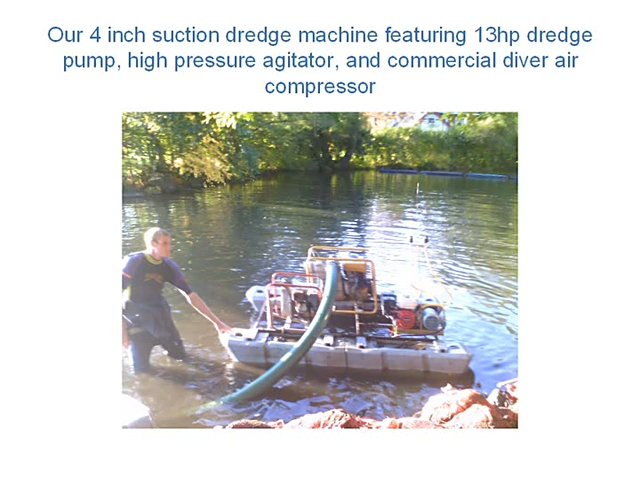 Our 4 inch suction dredge machine featuring 13hp dredge
pump, high pressure agitator, and commercial diver air
compressor